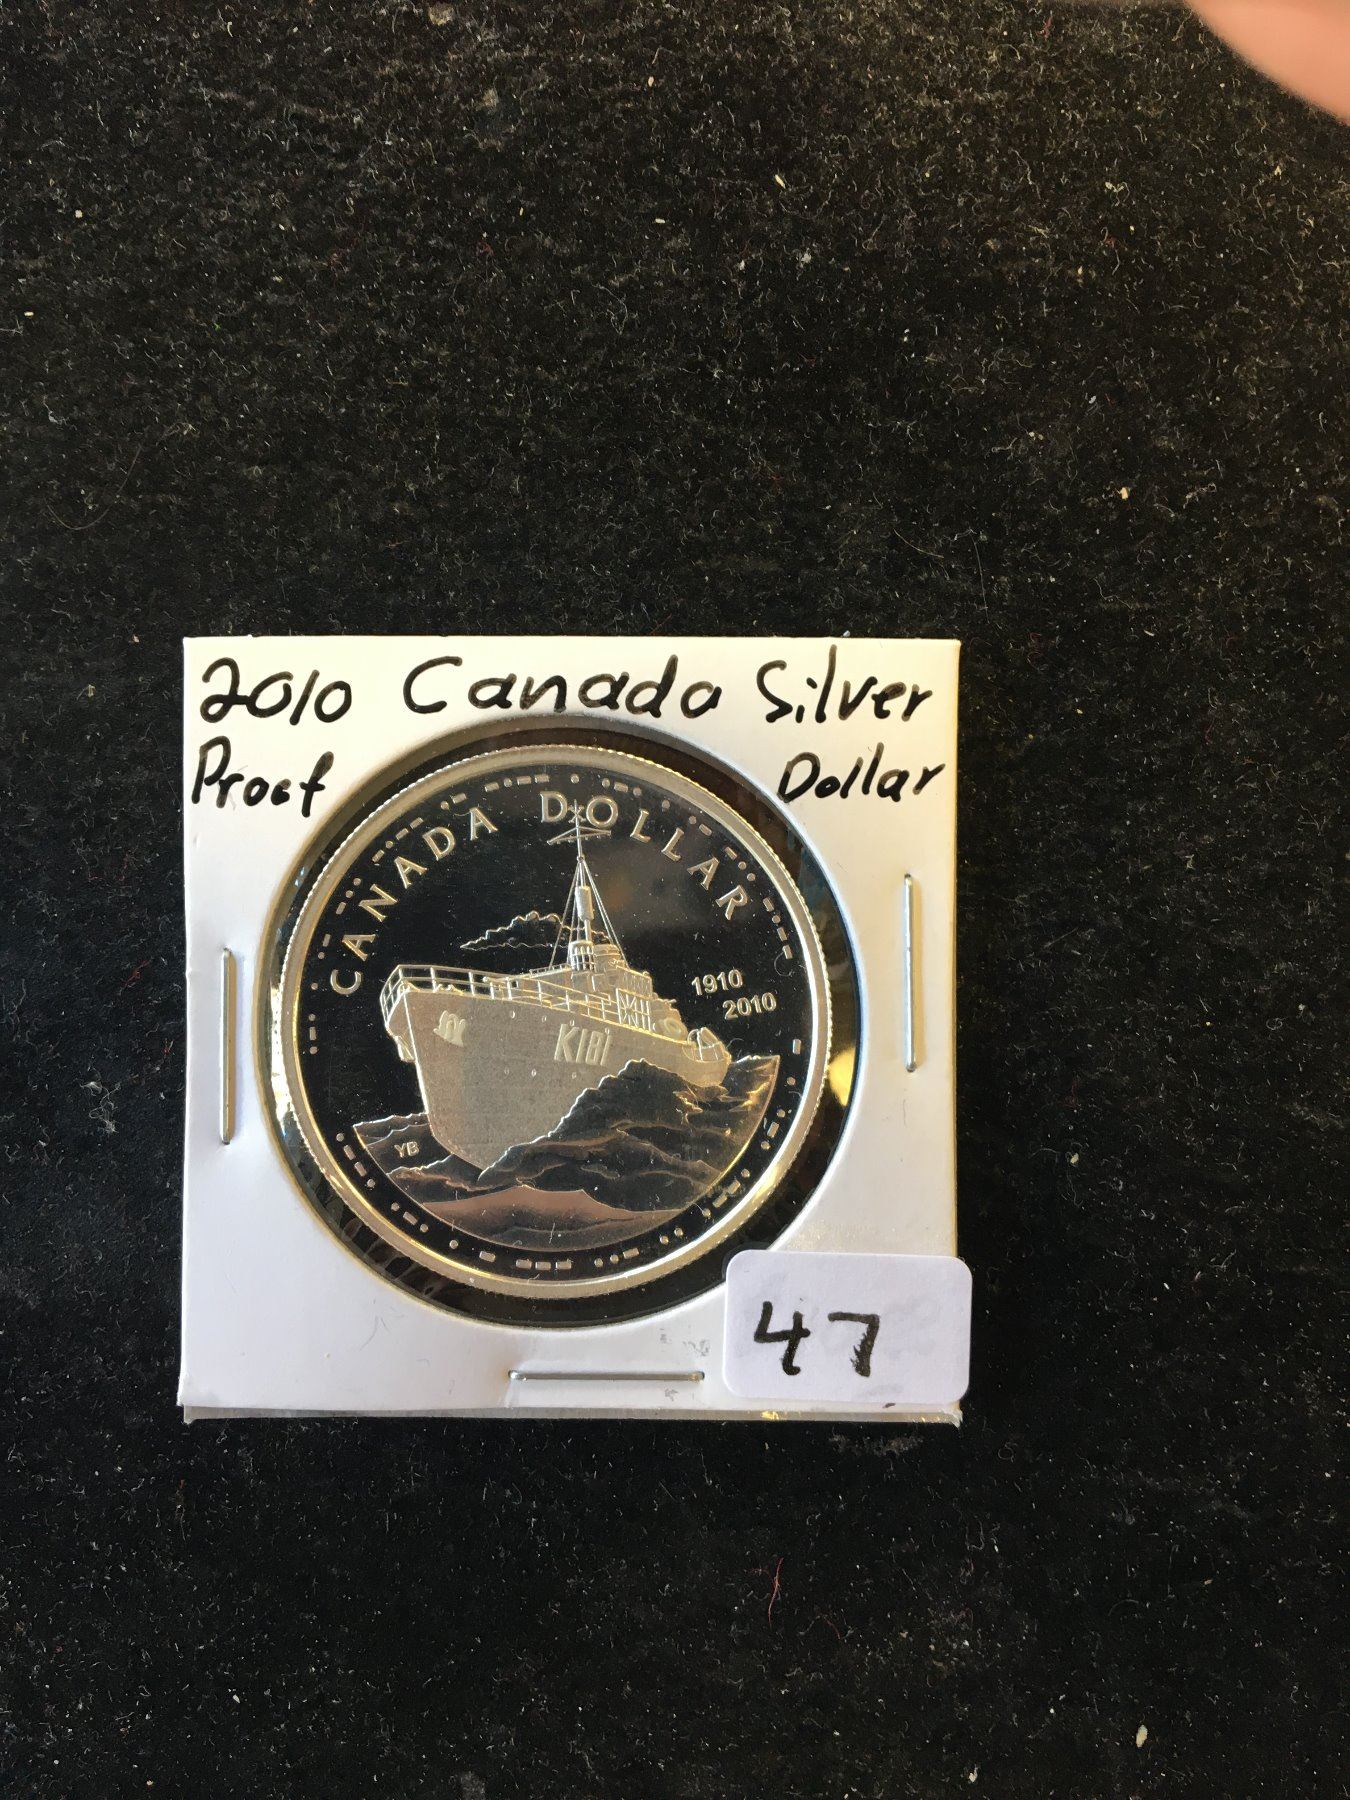 2010 Canada Silver
Proof Dollar
CANADA DOLLAR
1910
2010
K181
YB
47